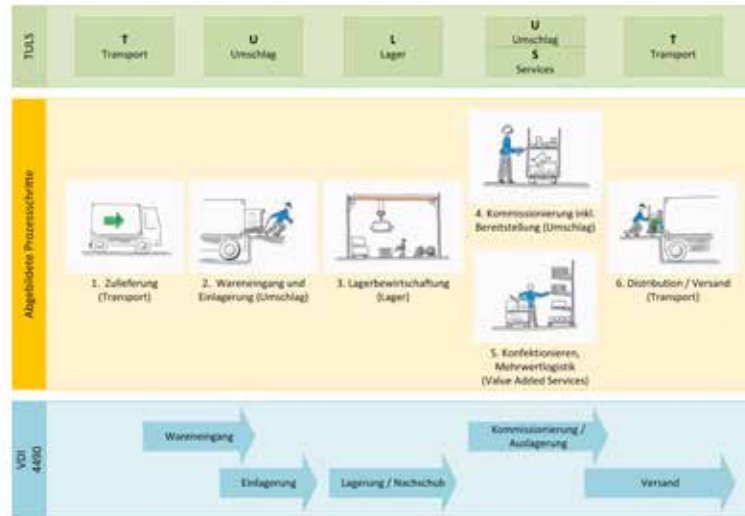 TULS
T
Transport
U
Umschlag
L
Lager
U
Umschlag
S
Services
T
Transport
Abgebildete Prozessschritte
1. Zulieferung
(Transport)
2. Wareneingang und
Einlagerung (Umschlag)
3. Lagerbewirtschaftung
(Lager)
4. Kommissionierung inkl.
Bereitstellung (Umschlag)
5. Konfektionieren,
Mehrwertlogistik
(Value Added Services)
6. Distribution / Versand
(Transport)
VDI
4490
Wareneingang
Einlagerung
Lagerung / Nachschub
Kommissionierung /
Auslagerung
Versand